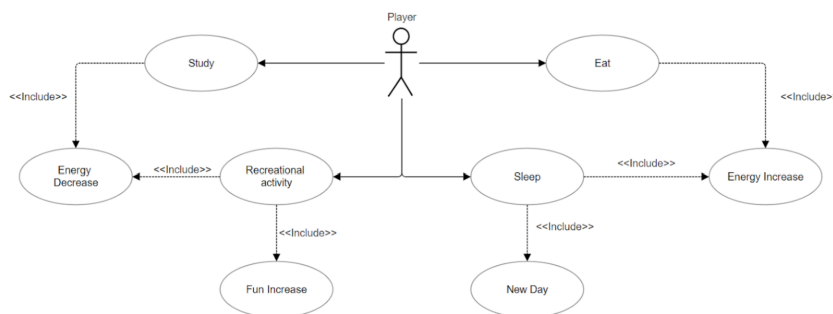 Player
Study
Eat
<<Include>>
<<Include>
Energy
Decrease
<<Include>>
Recreational
activity
Sleep
<<Include>>
Energy Increase
<<Include>>
<<Include>>
Fun Increase
New Day